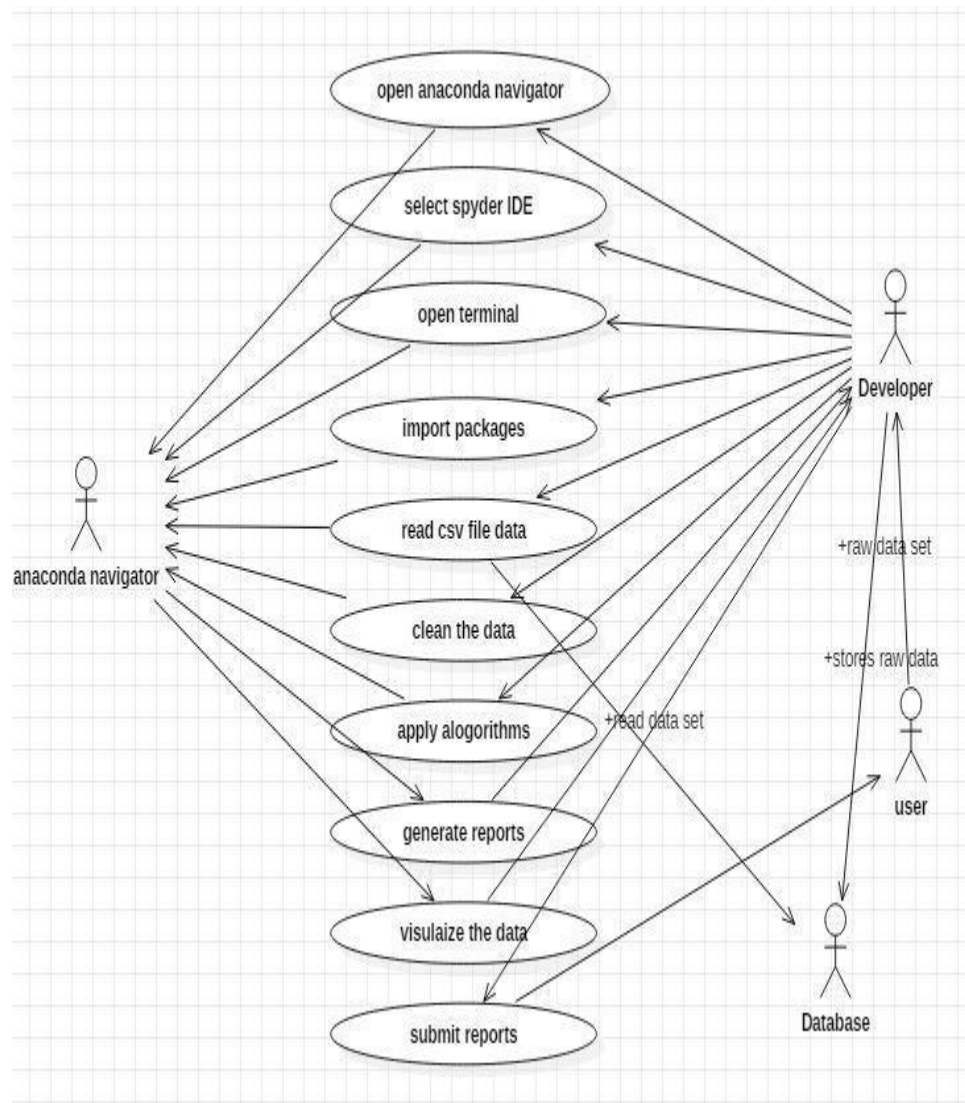 open anaconda navigator
select spyder IDE
open terminal
Developer
import packages
read csv file data
+raw data set
anaconda navigator
clean the data
+stores raw data
+read data set
apply alogorithms
user
generate reports
visulaize the data
Database
submit reports